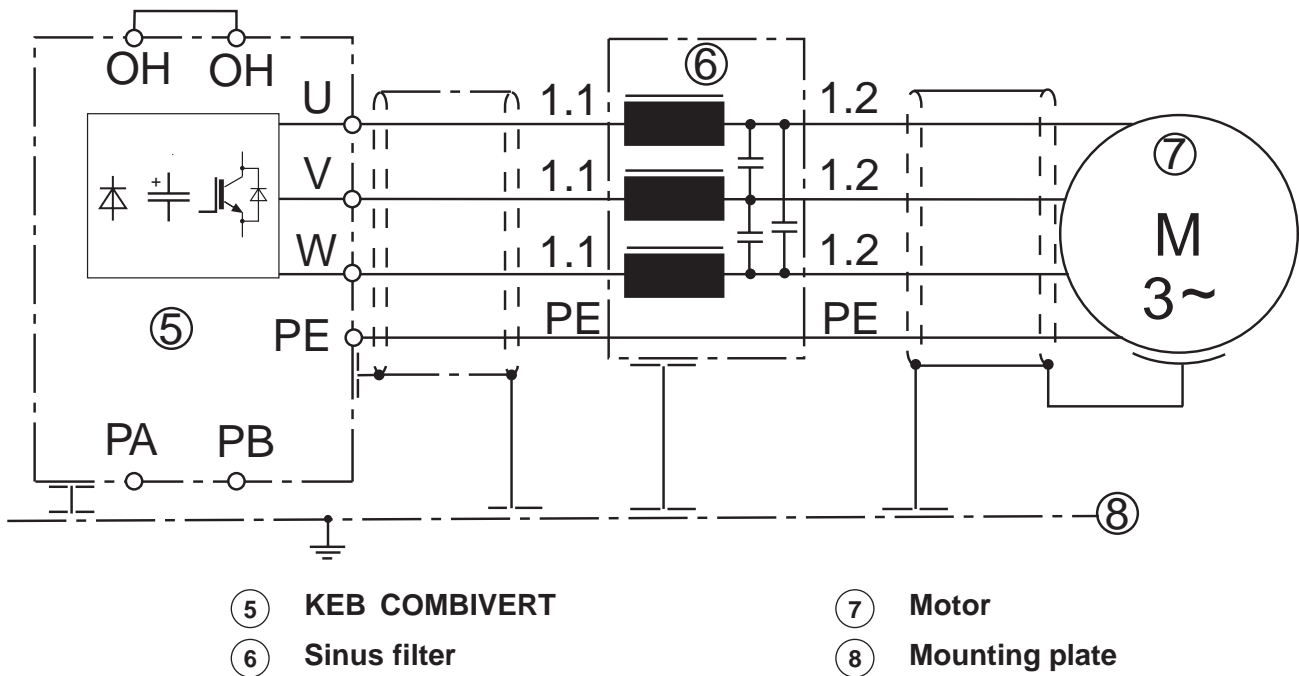 OH OH
⑥
U 1.1 1.2
⑦
V 1.1 1.2
+
M
W 1.1 1.2
3~
⑤ PE PE PE
PA PB
⑧
⑤ KEB COMBIVERT ⑦ Motor
⑥ Sinus filter ⑧ Mounting plate